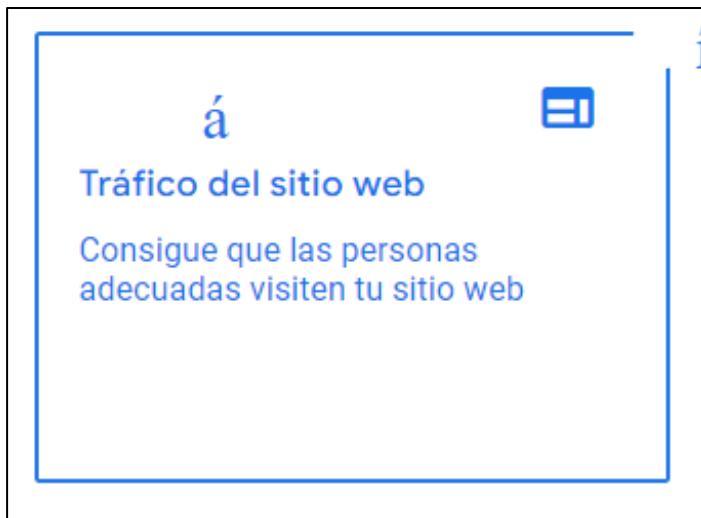 á
Tráfico del sitio web
Consigue que las personas
adecuadas visiten tu sitio web